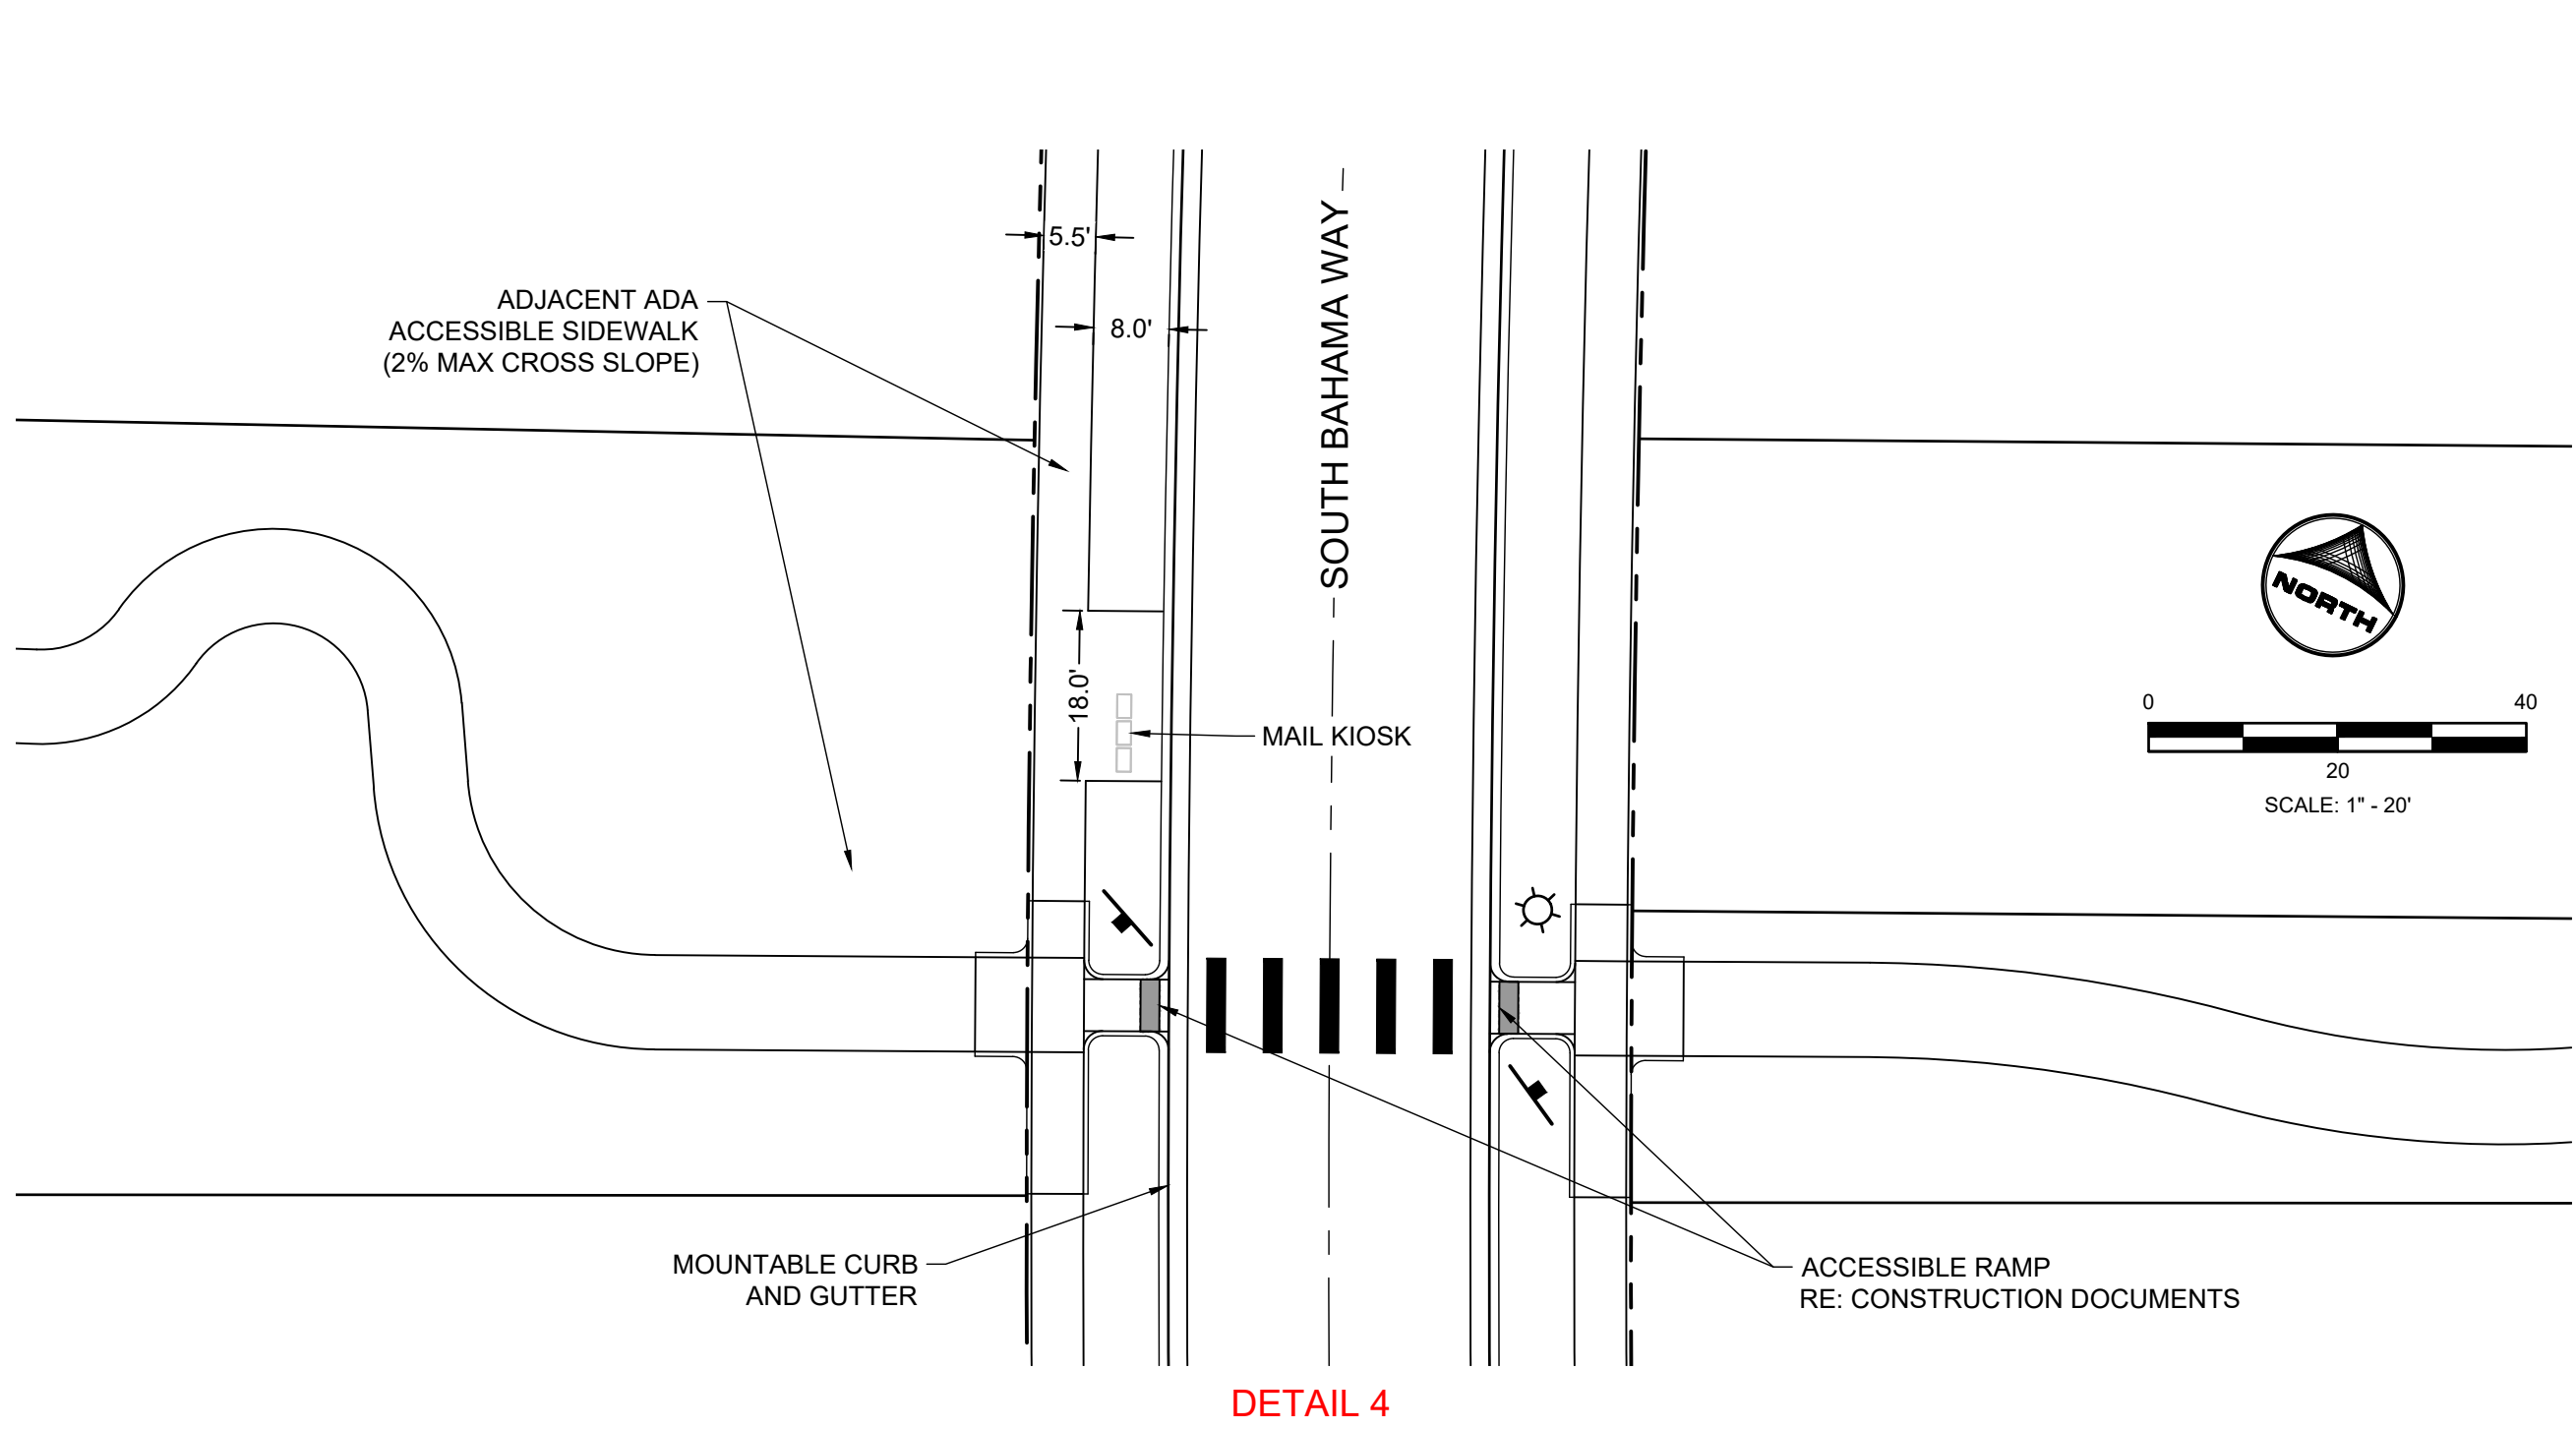 5.5'
SOUTH BAHAMA WAY
ADJACENT ADA
ACCESSIBLE SIDEWALK
(2% MAX CROSS SLOPE)
8.0'
NORTH
18.0'
MAIL KIOSK
0 40
20
SCALE: 1" - 20'
MOUNTABLE CURB
AND GUTTER
ACCESSIBLE RAMP
RE: CONSTRUCTION DOCUMENTS
DETAIL 4